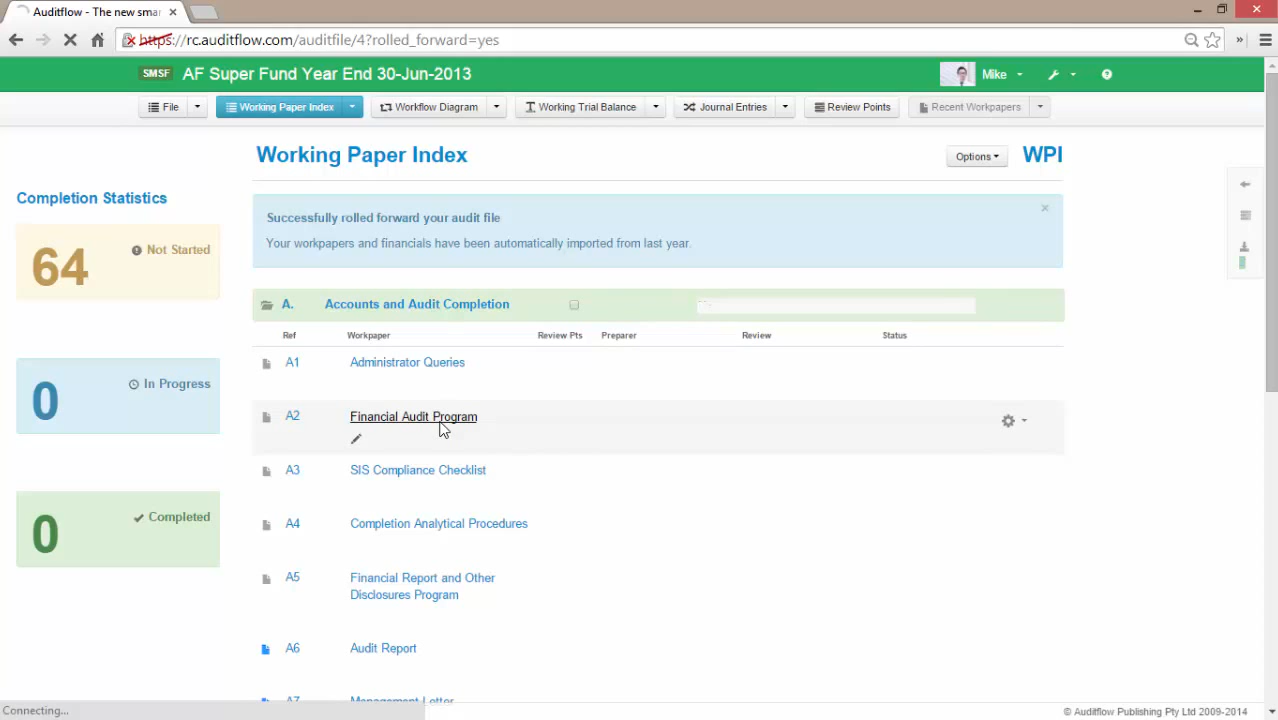 Auditflow - The new smar
https://rc.auditflow.com/auditfile/4?rolled_forward=yes
SMSF AF Super Fund Year End 30-Jun-2013 Mike
File Working Paper Index Workflow Diagram Working Trial Balance Journal Entries Review Points Recent Workpapers
Working Paper Index Options WPI
Completion Statistics
64 Not Started
0 In Progress
0 Completed
Successfully rolled forward your audit file
Your workpapers and financials have been automatically imported from last year.
A. Accounts and Audit Completion
Ref Workpaper Review Pts Preparer Review Status
A1 Administrator Queries
A2 Financial Audit Program
A3 SIS Compliance Checklist
A4 Completion Analytical Procedures
A5 Financial Report and Other
Disclosures Program
A6 Audit Report
A7 Management Letter
Connecting...
© Auditflow Publishing Pty Ltd 2009-2014